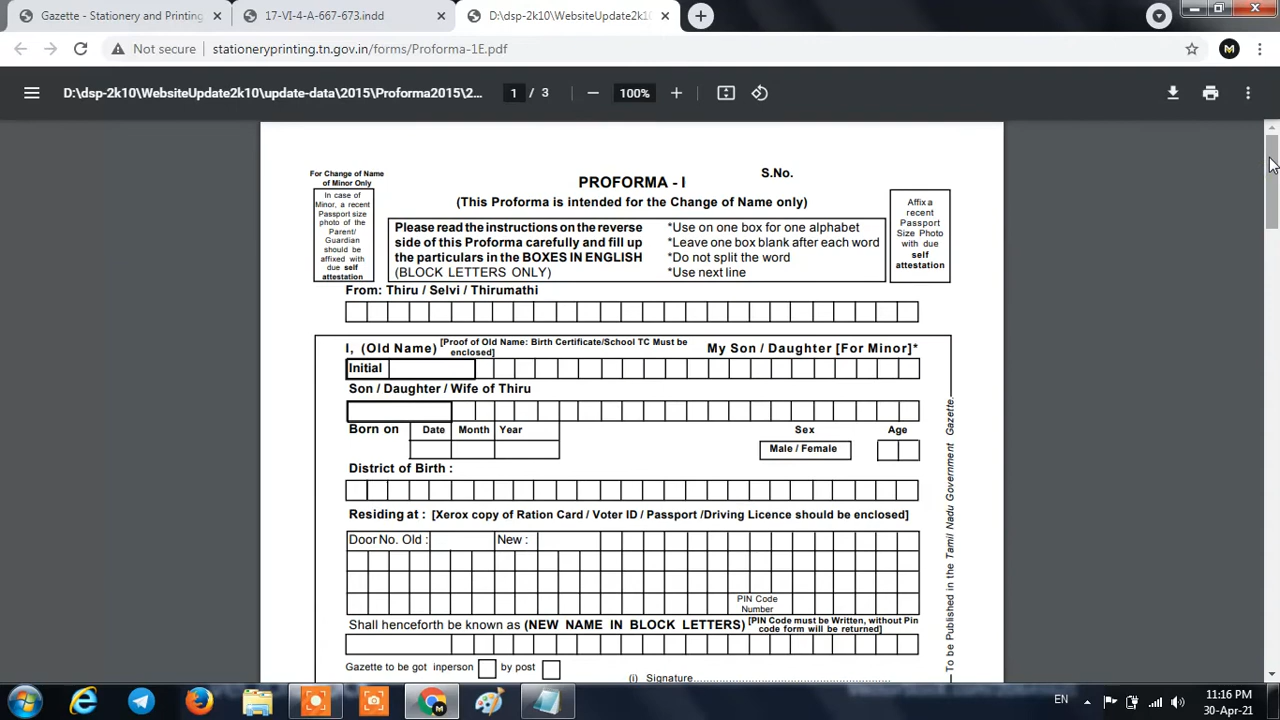 Gazette - Stationery and Printing
17-VI-4-A-667-673.indd
D:\dsp-2k10\WebsiteUpdate2k10
Not secure
stationeryprinting.tn.gov.in/forms/Proforma-1E.pdf
D:\dsp-2k10\WebsiteUpdate2k10\update-data\2015\Proforma2015\2...
1 / 3
100%
For Change of Name
of Minor Only
In case of
Minor, a recent
Passport size
photo of the
Parent/
Guardian
should be
affixed with
due self
attestation
PROFORMA - I
S.No.
(This Proforma is intended for the Change of Name only)
Please read the instructions on the reverse
side of this Proforma carefully and fill up
the particulars in the BOXES IN ENGLISH
(BLOCK LETTERS ONLY)
*Use on one box for one alphabet
*Leave one box blank after each word
*Do not split the word
*Use next line
Affix a
recent
Passport
Size Photo
with due
self
attestation
From: Thiru / Selvi / Thirumathi
I, (Old Name) [Proof of Old Name: Birth Certificate/School TC Must be
enclosed]
My Son / Daughter [For Minor]*
Initial
Son / Daughter / Wife of Thiru
Born on
Date
Month
Year
Sex
Age
Male / Female
District of Birth :
Residing at : [Xerox copy of Ration Card / Voter ID / Passport /Driving Licence should be enclosed]
Door No. Old :
New :
PIN Code
Number
Shall henceforth be known as (NEW NAME IN BLOCK LETTERS) [PIN Code must be Written, without Pin
code form will be returned]
Gazette to be got inperson
by post
(i) Signature
To be Published in the Tamil Nadu Government Gazette.
EN
11:16 PM
30-Apr-21